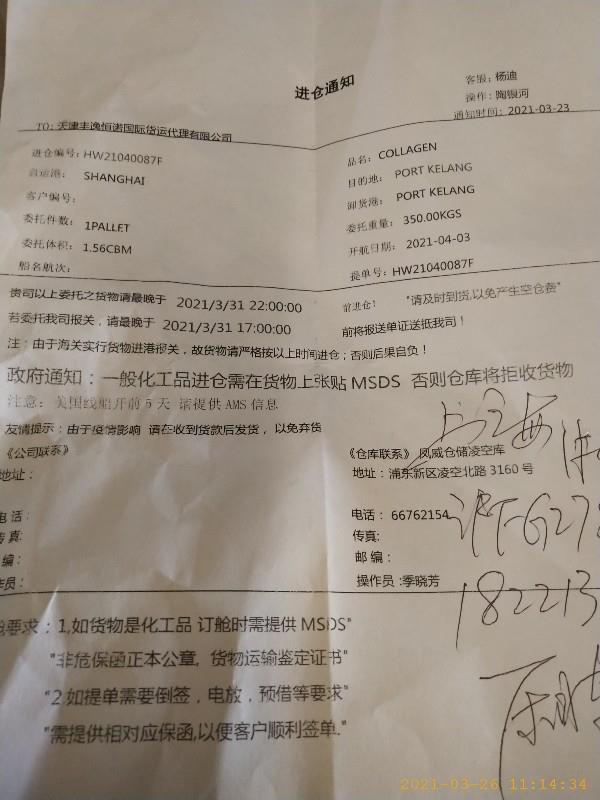 进仓通知
客服：杨迪
操作：陶银河
通知时间：2021-03-23
TO：天津丰逸恒诺国际货运代理有限公司
进仓编号：HW21040087F
品名：COLLAGEN
启运港： SHANGHAI
目的地： PORT KELANG
客户编号：
卸货港： PORT KELANG
委托件数： 1PALLET
委托重量： 350.00KGS
委托体积： 1.56CBM
开航日期： 2021-04-03
船名航次：
提单号：HW21040087F
贵司以上委托之货物请最晚于 2021/3/31 22:00:00 前进仓！ "请及时到货,以免产生空仓费"
若委托我司报关，请最晚于 2021/3/31 17:00:00 前将报送单证送抵我司！
注：由于海关实行货物进港报关，故货物请严格按以上时间进仓；否则后果自负！
政府通知：一般化工品进仓需在货物上张贴 MSDS 否则仓库将拒收货物
注意：美国线船开前 5 天 请提供 AMS 信息
友情提示：由于疫情影响 请在收到货款后发货，以免弃货
《公司联系》
《仓库联系》 凤威仓储凌空库
地址：
地址：浦东新区凌空北路 3160 号
电话：
电话： 66762154
传真：
传真:
编：
邮 编：
作员：
操作员 :季晓芳
要求：1,如货物是化工品 订舱时需提供 MSDS"
"非危保函正本公章, 货物运输鉴定证书"
"2.如提单需要倒签，电放，预借等要求"
"需提供相对应保函,以便客户顺利签单."
上海
182213
2021-03-26 11:14:34